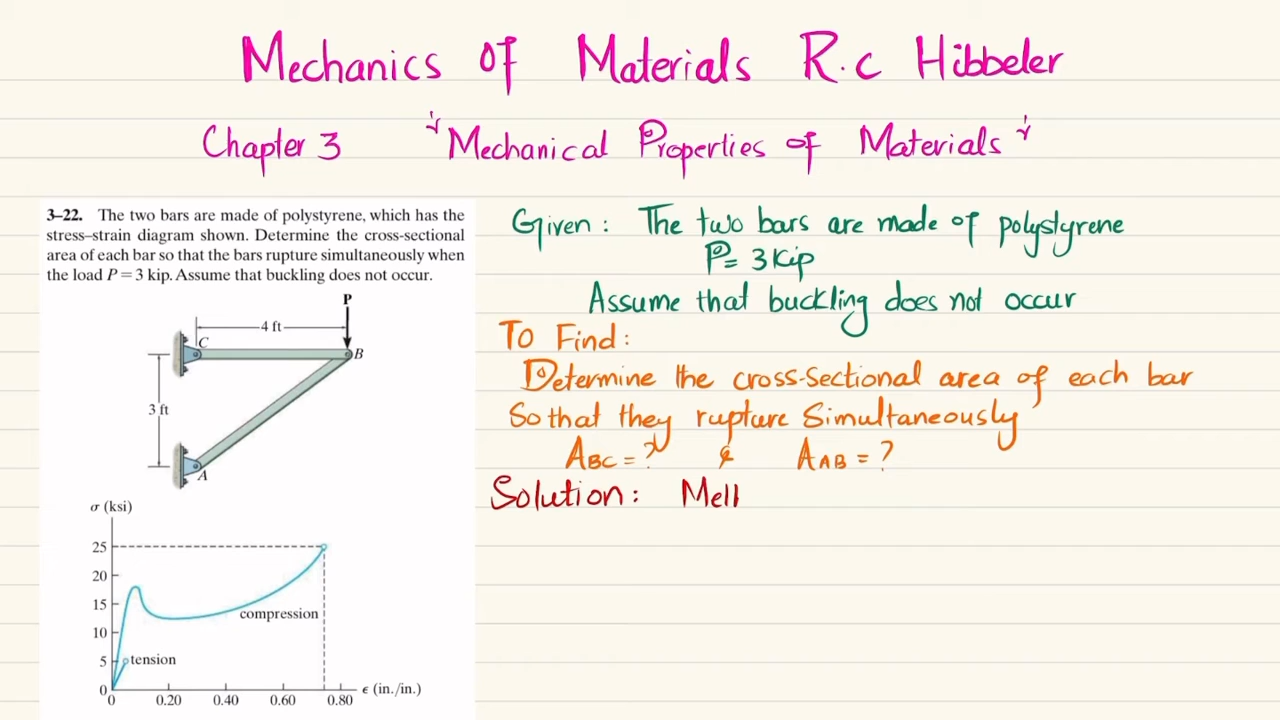 Mechanics of Materials R.c Hibbeler
Chapter 3 "Mechanical Properties of Materials"
3–22. The two bars are made of polystyrene, which has the
stress–strain diagram shown. Determine the cross-sectional
area of each bar so that the bars rupture simultaneously when
the load P = 3 kip. Assume that buckling does not occur.
P
4 ft
C
B
3 ft
A
σ (ksi)
25
20
15
compression
10
5
tension
0
ϵ (in./in.)
0
0.20
0.40
0.60
0.80
Given: The two bars are made of polystyrene
P= 3kip
Assume that buckling does not occur
To Find:
Determine the cross-sectional area of each bar
So that they rupture Simultaneously
ABC = ? & AAB = ?
Solution: Mell